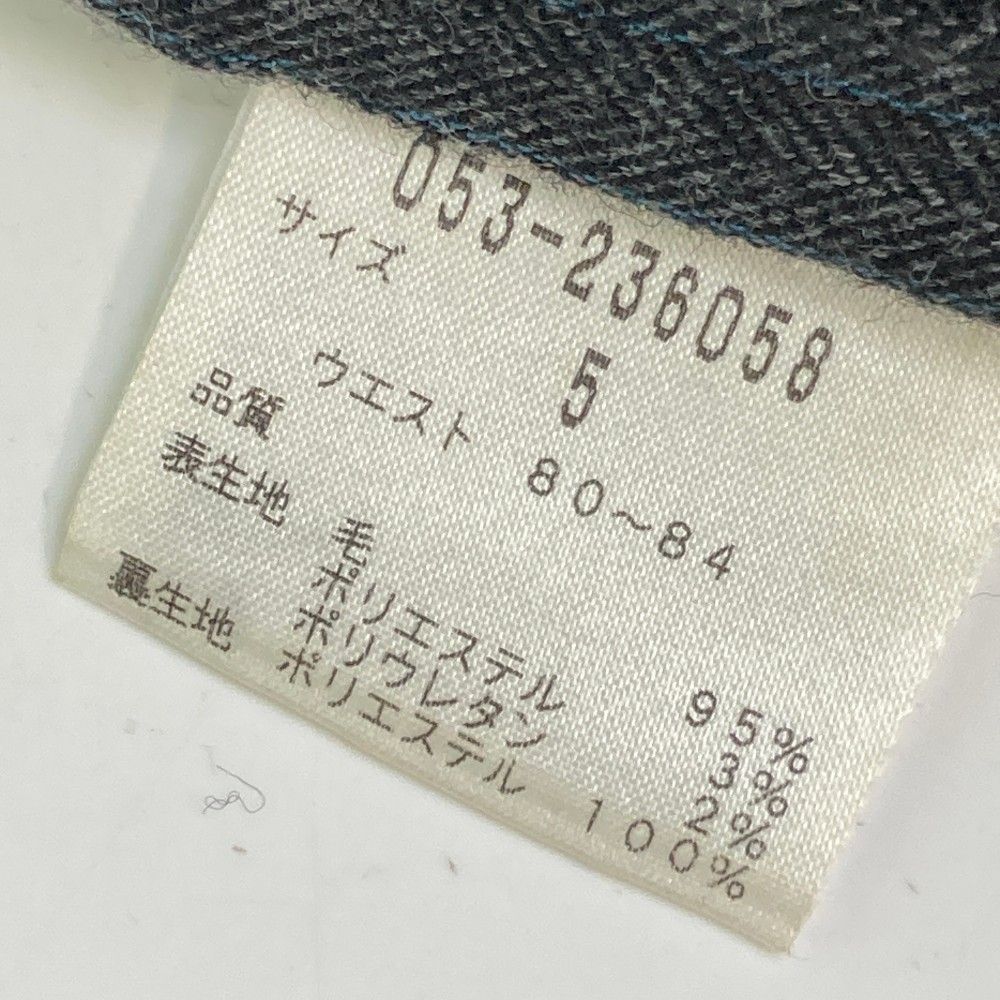 053-236058
サイズ 5
ウエスト 80～84
品質
表生地 毛 95%
ポリエステル 3%
ポリウレタン 2%
裏生地 ポリエステル 100%